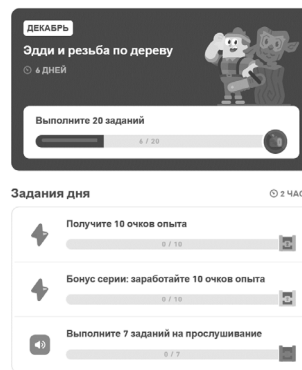 ДЕКАБРЬ
Эдди и резьба по дереву
6 ДНЕЙ
Выполните 20 заданий
6 / 20
Задания дня
2 ЧАС
Получите 10 очков опыта
0 / 10
Бонус серии: заработайте 10 очков опыта
0 / 10
Выполните 7 заданий на прослушивание
0 / 7